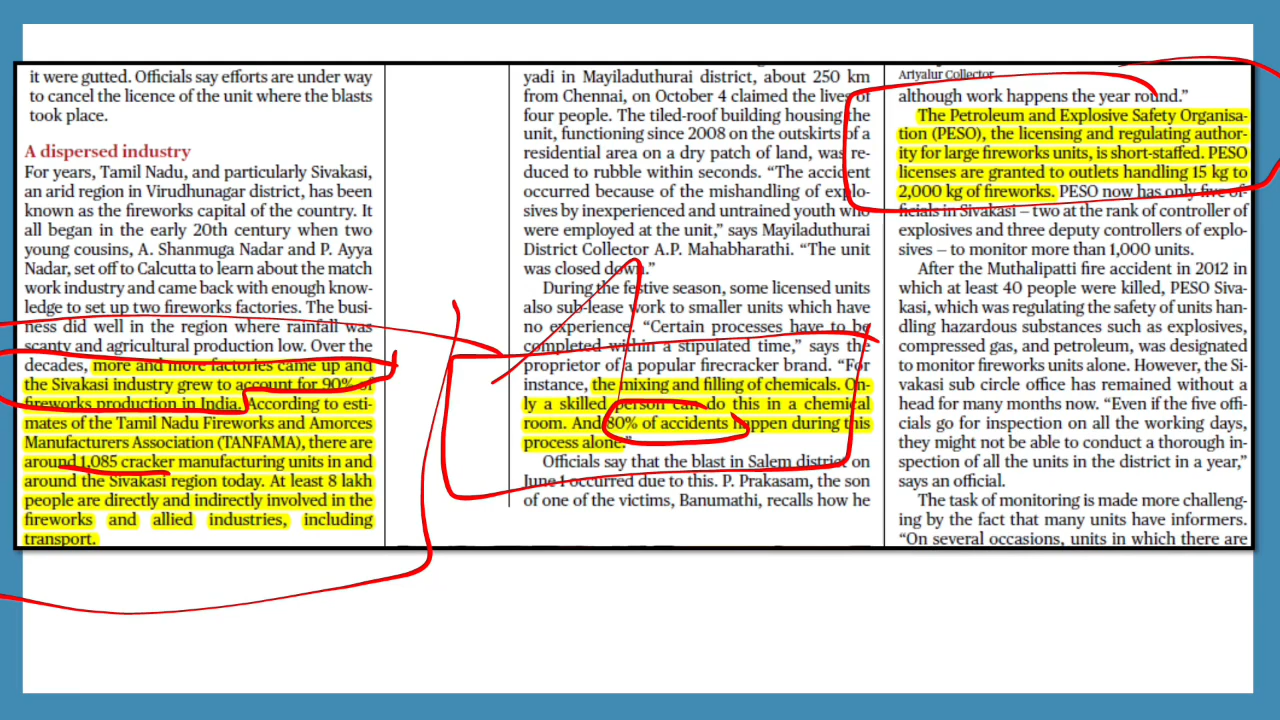 it were gutted. Officials say efforts are under way
to cancel the licence of the unit where the blasts
took place.
A dispersed industry
For years, Tamil Nadu, and particularly Sivakasi,
an arid region in Virudhunagar district, has been
known as the fireworks capital of the country. It
all began in the early 20th century when two
young cousins, A. Shanmuga Nadar and P. Ayya
Nadar, set off to Calcutta to learn about the match
work industry and came back with enough know-
ledge to set up two fireworks factories. The busi-
ness did well in the region where rainfall was
scanty and agricultural production low. Over the
decades, more and more factories came up and
the Sivakasi industry grew to account for 90% of
fireworks production in India. According to esti-
mates of the Tamil Nadu Fireworks and Amorces
Manufacturers Association (TANFAMA), there are
around 1,085 cracker manufacturing units in and
around the Sivakasi region today. At least 8 lakh
people are directly and indirectly involved in the
fireworks and allied industries, including
transport.
yadi in Mayiladuthurai district, about 250 km
from Chennai, on October 4 claimed the lives of
four people. The tiled-roof building housing the
unit, functioning since 2008 on the outskirts of a
residential area on a dry patch of land, was re-
duced to rubble within seconds. “The accident
occurred because of the mishandling of explo-
sives by inexperienced and untrained youth who
were employed at the unit,” says Mayiladuthurai
District Collector A.P. Mahabharathi. “The unit
was closed down.”
During the festive season, some licensed units
also sub-lease work to smaller units which have
no experience. “Certain processes have to be
completed within a stipulated time,” says the
proprietor of a popular firecracker brand. “For
instance, the mixing and filling of chemicals. On-
ly a skilled person can do this in a chemical
room. And 80% of accidents happen during this
process alone.”
Officials say that the blast in Salem district on
June 1 occurred due to this. P. Prakasam, the son
of one of the victims, Banumathi, recalls how he
Ariyalur Collector
although work happens the year round.”
The Petroleum and Explosive Safety Organisa-
tion (PESO), the licensing and regulating author-
ity for large fireworks units, is short-staffed. PESO
licenses are granted to outlets handling 15 kg to
2,000 kg of fireworks. PESO now has only five of-
ficials in Sivakasi – two at the rank of controller of
explosives and three deputy controllers of explo-
sives – to monitor more than 1,000 units.
After the Muthalipatti fire accident in 2012 in
which at least 40 people were killed, PESO Siva-
kasi, which was regulating the safety of units han-
dling hazardous substances such as explosives,
compressed gas, and petroleum, was designated
to monitor fireworks units alone. However, the Si-
vakasi sub circle office has remained without a
head for many months now. “Even if the five offi-
cials go for inspection on all the working days,
they might not be able to conduct a thorough in-
spection of all the units in the district in a year,”
says an official.
The task of monitoring is made more challeng-
ing by the fact that many units have informers.
“On several occasions, units in which there are